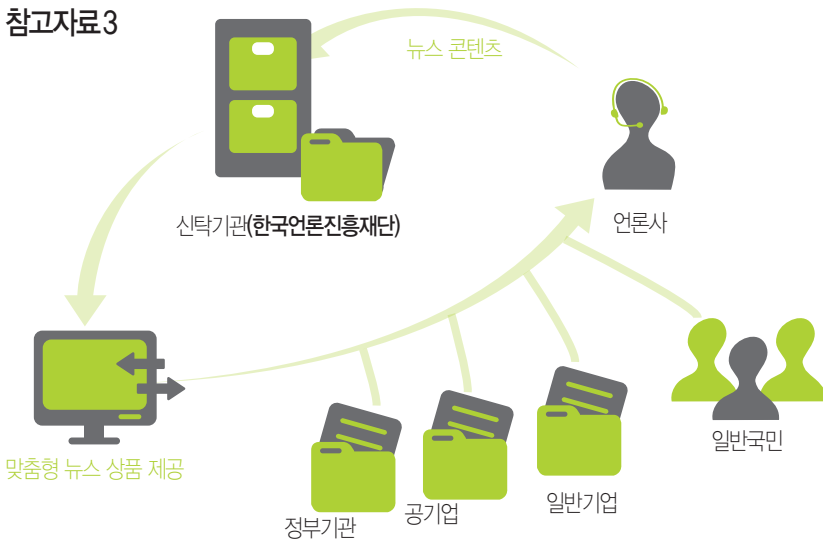 참고자료 3
뉴스 콘텐츠
신탁기관(한국언론진흥재단)
언론사
맞춤형 뉴스 상품 제공
정부기관
공기업
일반기업
일반국민